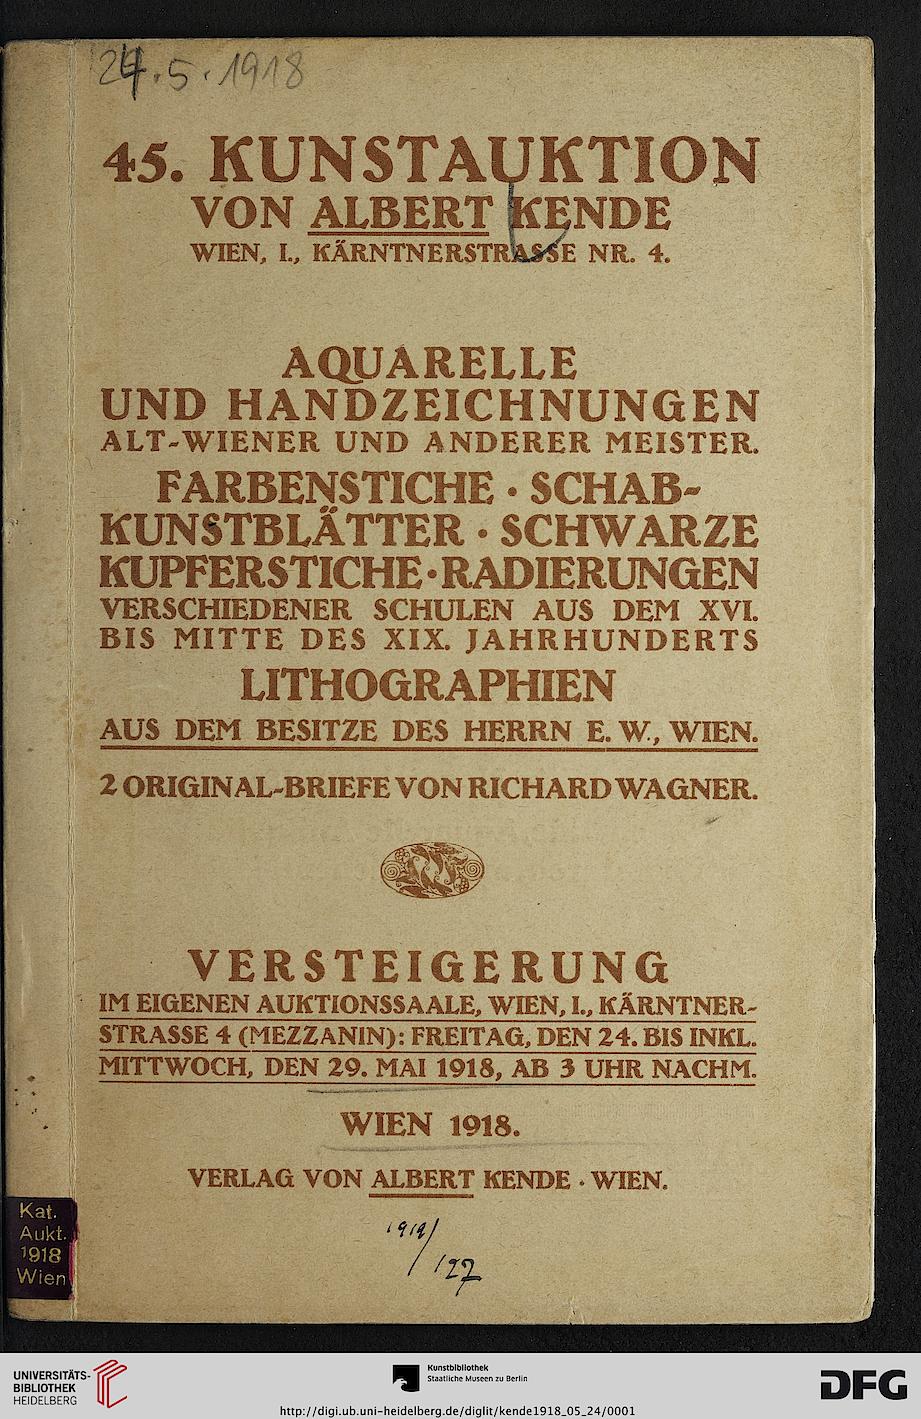 24.5.1918
45. KUNSTAUKTION
VON ALBERT KENDE
WIEN, I., KÄRNTNERSTRASSE NR. 4.
AQUARELLE
UND HANDZEICHNUNGEN
ALT-WIENER UND ANDERER MEISTER.
FARBENSTICHE · SCHAB-
KUNSTBLÄTTER · SCHWARZE
KUPFERSTICHE · RADIERUNGEN
VERSCHIEDENER SCHULEN AUS DEM XVI.
BIS MITTE DES XIX. JAHRHUNDERTS
LITHOGRAPHIEN
AUS DEM BESITZE DES HERRN E. W., WIEN.
2 ORIGINAL-BRIEFE VON RICHARD WAGNER.
VERSTEIGERUNG
IM EIGENEN AUKTIONSSAALE, WIEN, I., KÄRNTNER-
STRASSE 4 (MEZZANIN): FREITAG, DEN 24. BIS INKL.
MITTWOCH, DEN 29. MAI 1918, AB 3 UHR NACHM.
WIEN 1918.
VERLAG VON ALBERT KENDE · WIEN.
Kat.
Aukt.
1918
Wien
1919/
127
UNIVERSITÄTS-
BIBLIOTHEK
HEIDELBERG
Kunstbibliothek
Staatliche Museen zu Berlin
DFG
http://digi.ub.uni-heidelberg.de/diglit/kende1918_05_24/0001